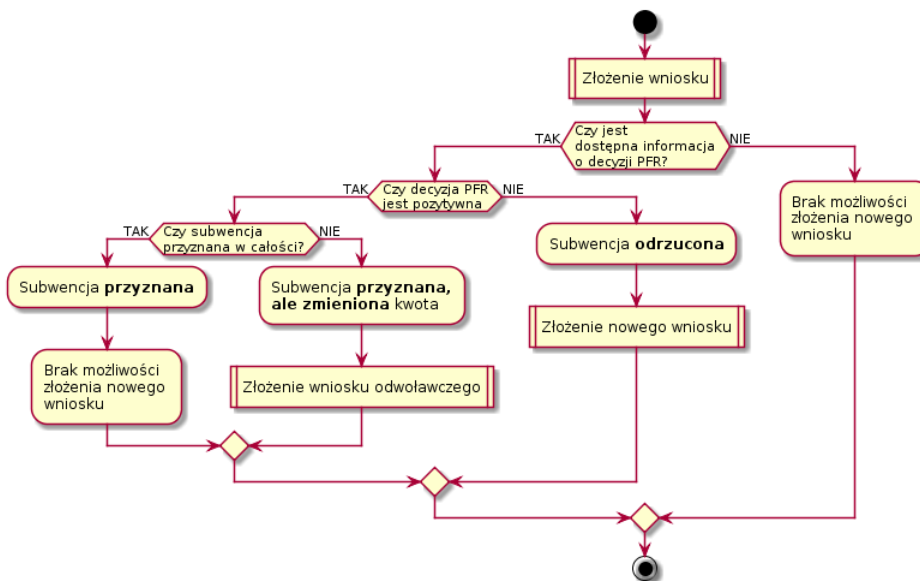 Złożenie wniosku
Czy jest
dostępna informacja
o decyzji PFR?
TAK
NIE
Czy decyzja PFR
jest pozytywna
TAK
NIE
Brak możliwości
złożenia nowego
wniosku
Czy subwencja
przyznana w całości?
TAK
NIE
Subwencja odrzucona
Subwencja przyznana
Subwencja przyznana,
ale zmieniona kwota
Złożenie nowego wniosku
Brak możliwości
złożenia nowego
wniosku
Złożenie wniosku odwoławczego